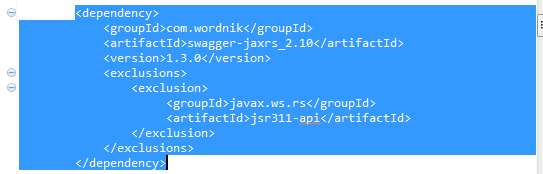 <dependency>
<groupId>com.wordnik</groupId>
<artifactId>swagger-jaxrs_2.10</artifactId>
<version>1.3.0</version>
<exclusions>
<exclusion>
<groupId>javax.ws.rs</groupId>
<artifactId>jsr311-api</artifactId>
</exclusion>
</exclusions>
</dependency>